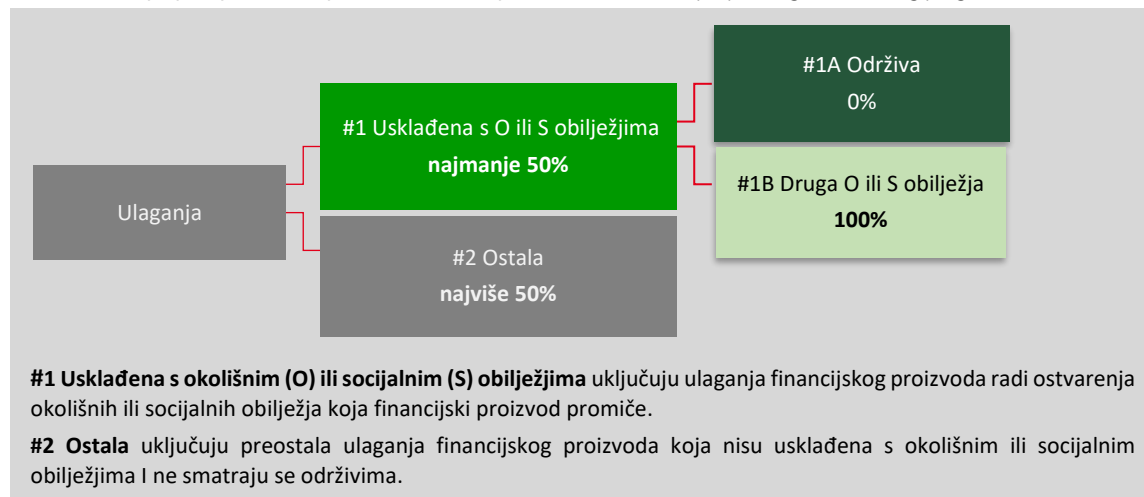 #1A Održiva
0%
#1 Usklađena s O ili S obilježjima
najmanje 50%
#1B Druga O ili S obilježja
100%
Ulaganja
#2 Ostala
najviše 50%
#1 Usklađena s okolišnim (O) ili socijalnim (S) obilježjima uključuju ulaganja financijskog proizvoda radi ostvarenja
okolišnih ili socijalnih obilježja koja financijski proizvod promiče.
#2 Ostala uključuju preostala ulaganja financijskog proizvoda koja nisu usklađena s okolišnim ili socijalnim
obilježjima I ne smatraju se održivima.